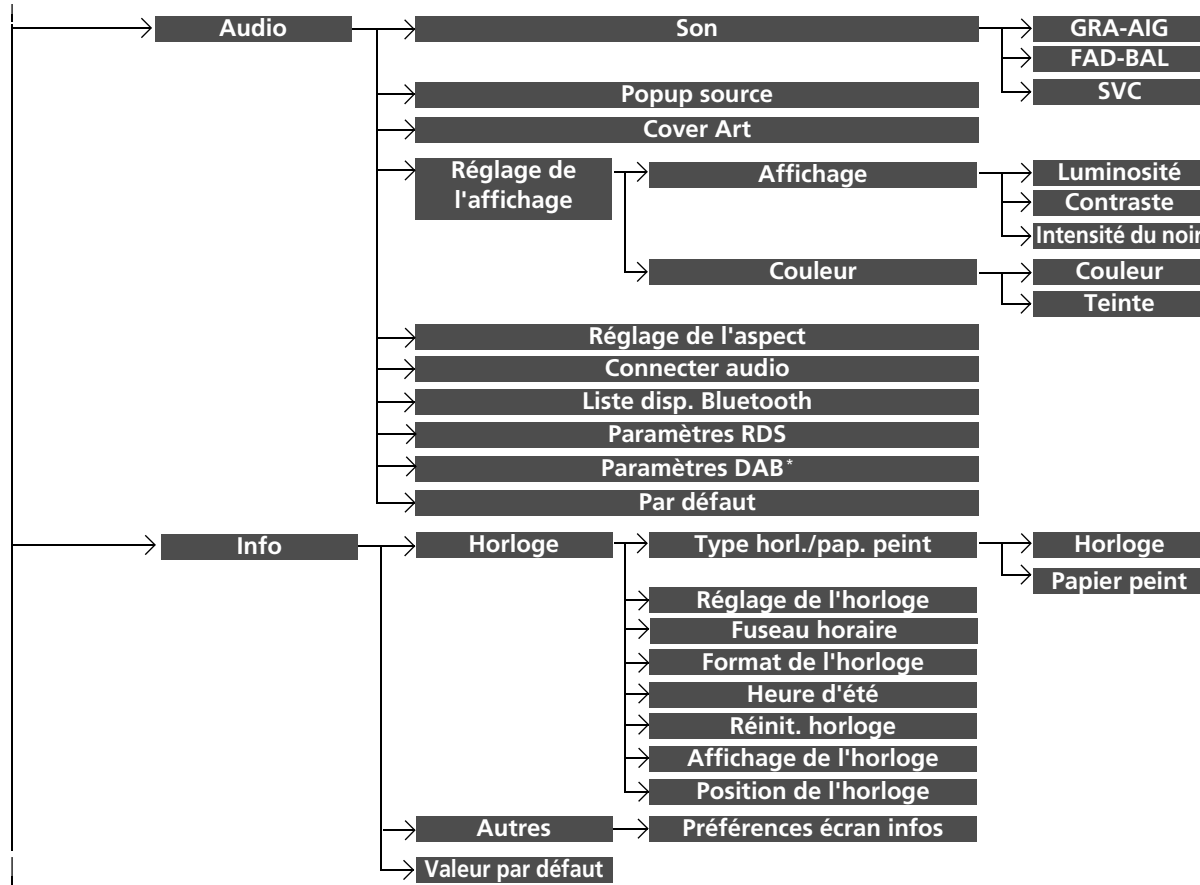 Audio
Son
GRA-AIG
FAD-BAL
SVC
Popup source
Cover Art
Réglage de
l'affichage
Affichage
Luminosité
Contraste
Intensité du noir
Couleur
Couleur
Teinte
Réglage de l'aspect
Connecter audio
Liste disp. Bluetooth
Paramètres RDS
Paramètres DAB*
Par défaut
Info
Horloge
Type horl./pap. peint
Horloge
Papier peint
Réglage de l'horloge
Fuseau horaire
Format de l'horloge
Heure d'été
Réinit. horloge
Affichage de l'horloge
Position de l'horloge
Autres
Préférences écran infos
Valeur par défaut